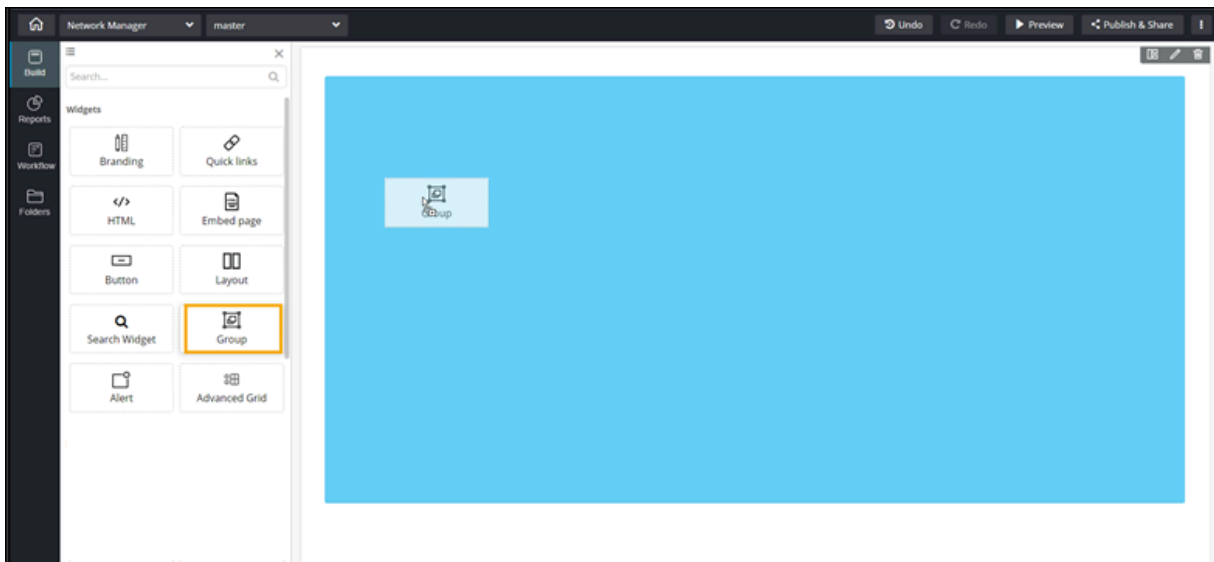 Network Manager
master
Undo
Redo
Preview
Publish & Share
Build
Reports
Workflow
Folders
Search...
Widgets
Branding
Quick links
</>
HTML
Embed page
Button
Layout
Search Widget
Group
Alert
Advanced Grid
Group